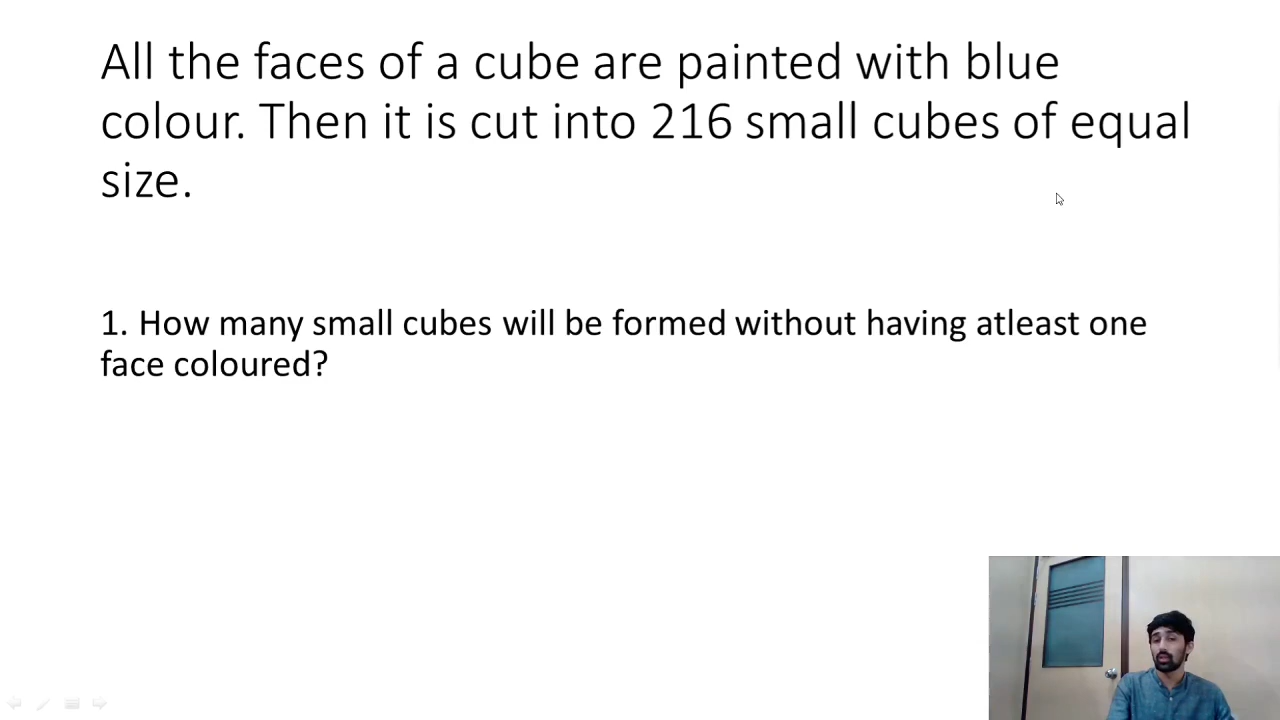 All the faces of a cube are painted with blue
colour. Then it is cut into 216 small cubes of equal
size.
1. How many small cubes will be formed without having atleast one
face coloured?